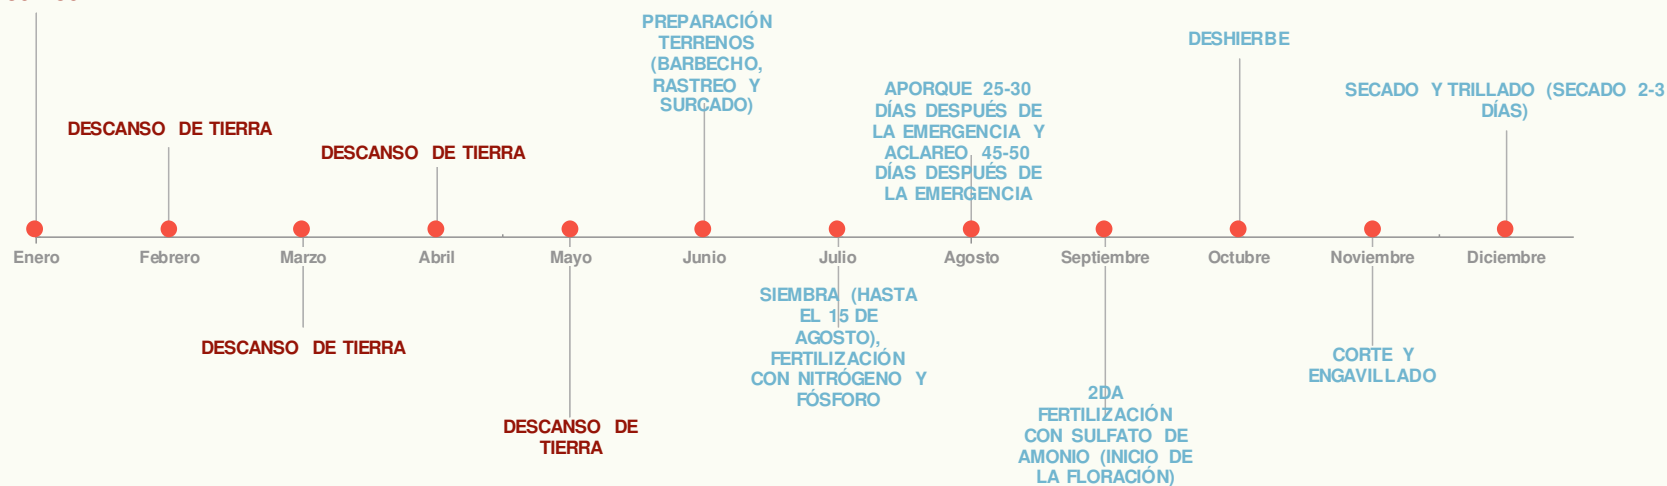 PREPARACIÓN
TERRENOS
(BARBECHO,
RASTREO Y
SURCADO)
DESHIERBE
APORQUE 25-30
DÍAS DESPUÉS DE
LA EMERGENCIA Y
ACLAREO 45-50
DÍAS DESPUÉS DE
LA EMERGENCIA
SECADO Y TRILLADO (SECADO 2-3
DÍAS)
DESCANSO DE TIERRA
DESCANSO DE TIERRA
Enero
Febrero
Marzo
Abril
Mayo
Junio
Julio
Agosto
Septiembre
Octubre
Noviembre
Diciembre
DESCANSO DE TIERRA
DESCANSO DE
TIERRA
SIEMBRA (HASTA
EL 15 DE
AGOSTO),
FERTILIZACIÓN
CON NITRÓGENO Y
FÓSFORO
2DA
FERTILIZACIÓN
CON SULFATO DE
AMONIO (INICIO DE
LA FLORACIÓN)
CORTE Y
ENGAVILLADO